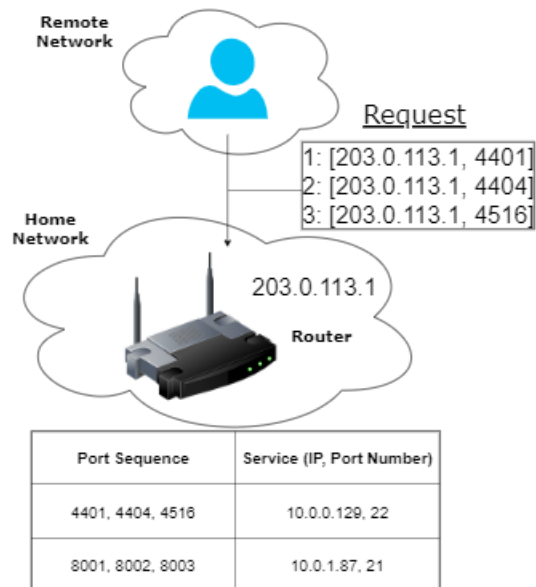 Remote
Network
Request
1: [203.0.113.1, 4401]
2: [203.0.113.1, 4404]
3: [203.0.113.1, 4516]
Home
Network
203.0.113.1
Router
Port Sequence
Service (IP, Port Number)
4401, 4404, 4516
10.0.0.129, 22
8001, 8002, 8003
10.0.1.87, 21